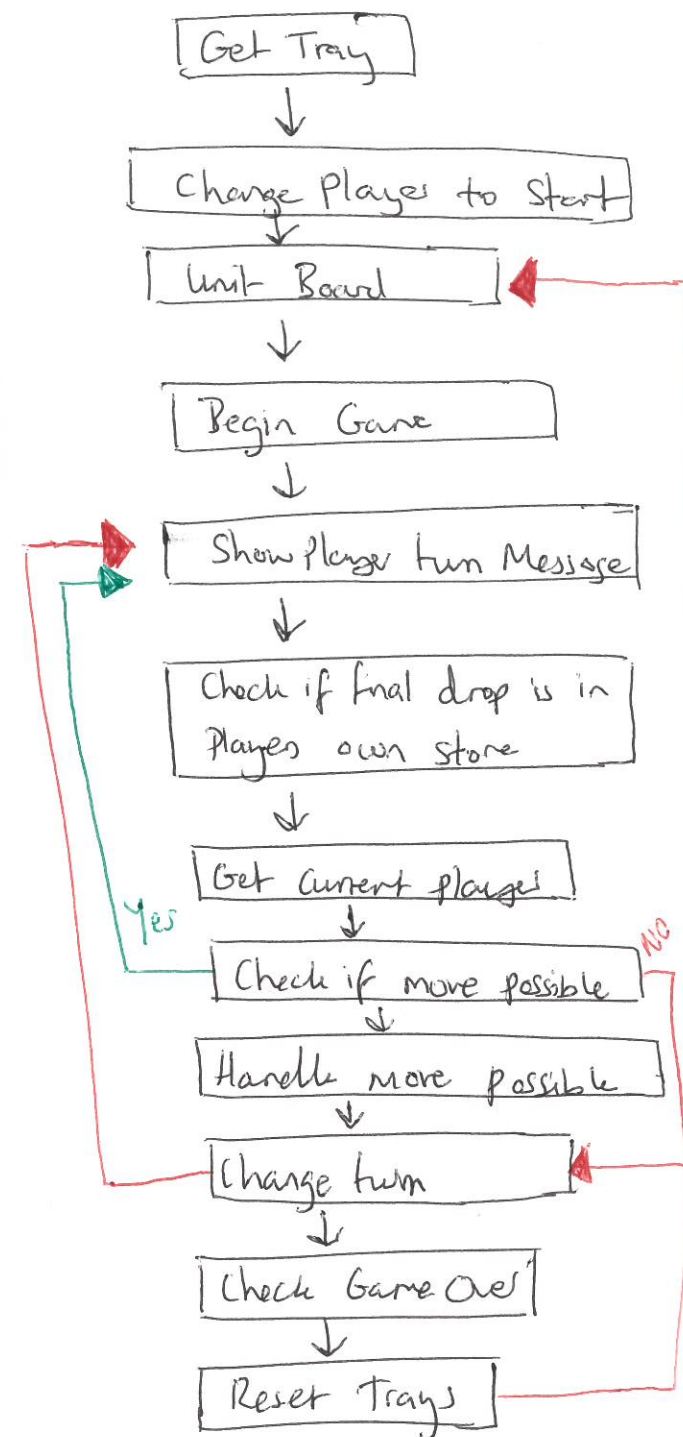 Get Tray
Change Player to Start
Unit Board
Begin Game
Show Player turn Message
Check if final drop is in
Players own store
Get current player
Yes
NO
Check if move possible
Handle move possible
Change turn
Check Game Over
Reset Trays